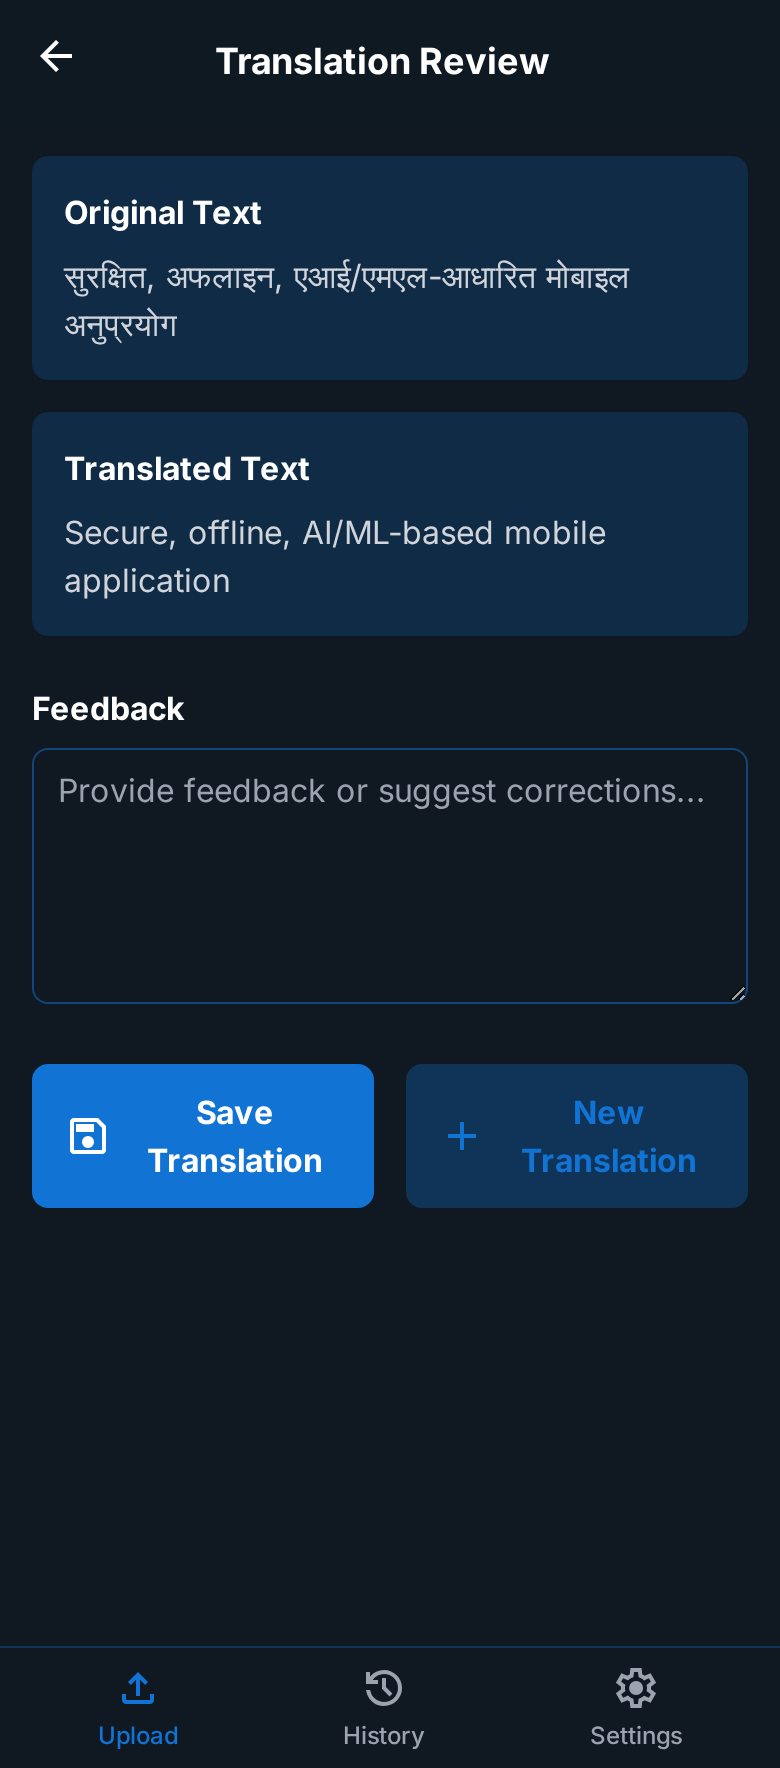 Translation Review
Original Text
सुरक्षित, अफलाइन, एआई/एमएल-आधारित मोबाइल
अनुप्रयोग
Translated Text
Secure, offline, AI/ML-based mobile
application
Feedback
Provide feedback or suggest corrections...
Save
Translation
New
Translation
Upload
History
Settings